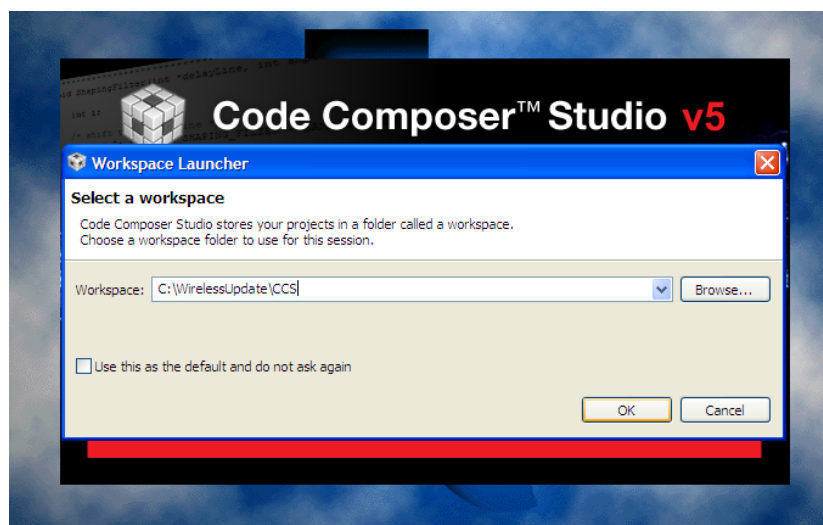 Code Composer™ Studio v5
Workspace Launcher
Select a workspace
Code Composer Studio stores your projects in a folder called a workspace.
Choose a workspace folder to use for this session.
Workspace: C:\WirelessUpdate\CCS Browse...
Use this as the default and do not ask again
OK Cancel